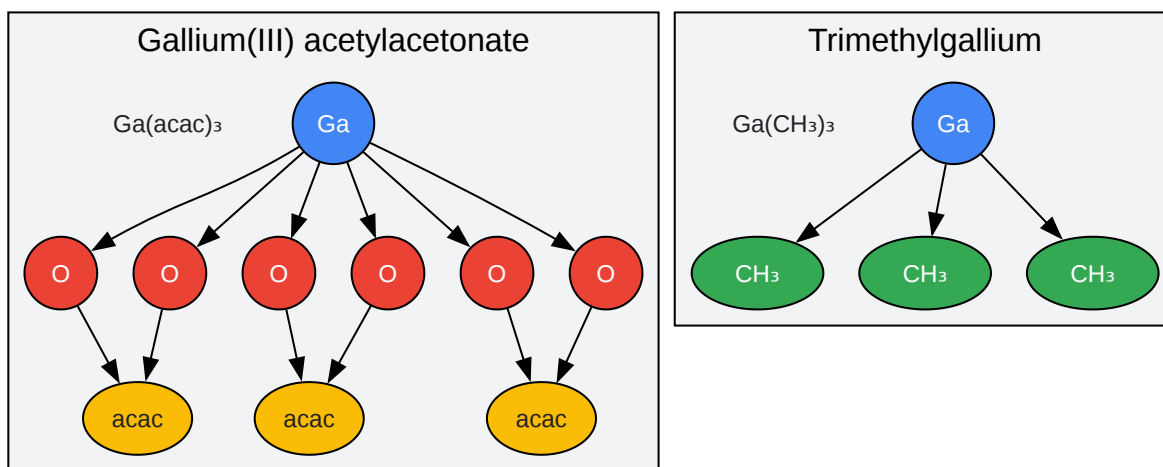 Gallium(III) acetylacetonate
Ga(acac)₃
Ga
O O O O O O
acac acac acac
Trimethylgallium
Ga(CH₃)₃
Ga
CH₃ CH₃ CH₃